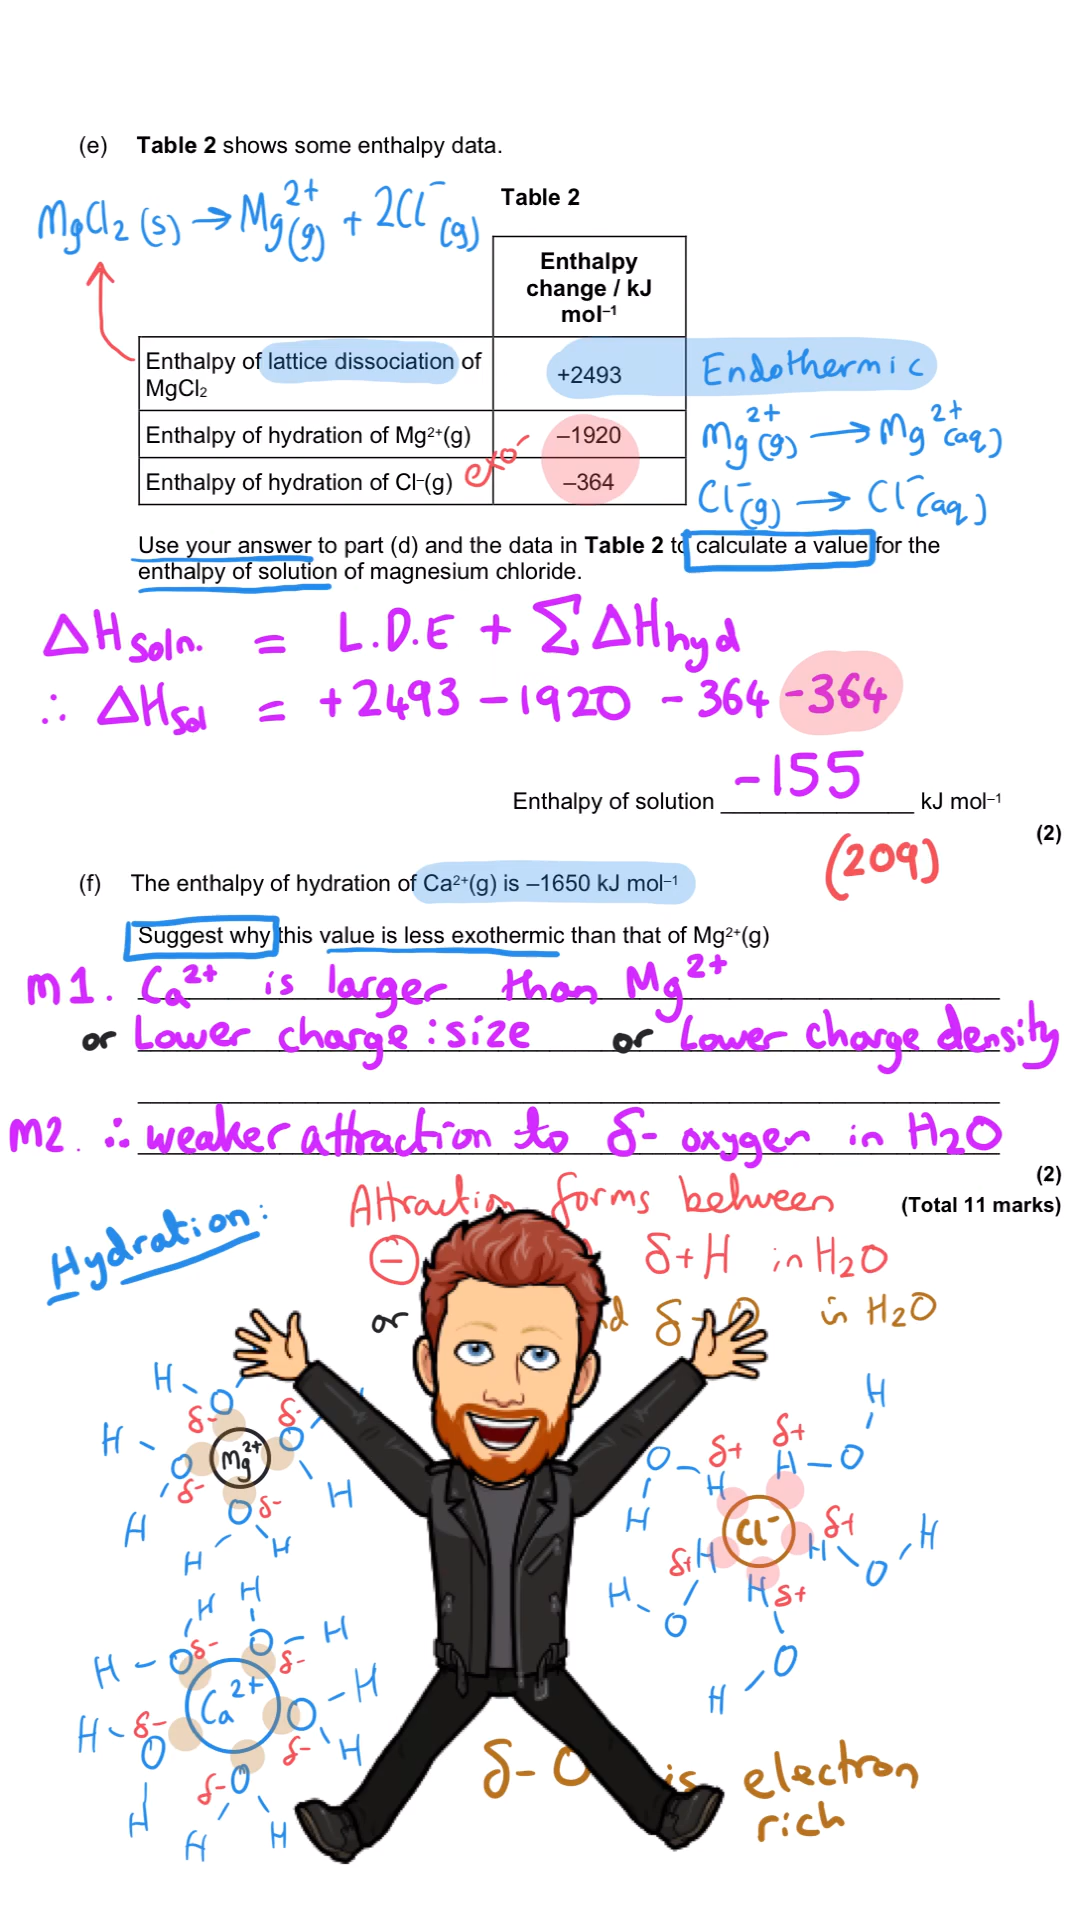 (e) Table 2 shows some enthalpy data.
MgCl₂ (s) → Mg²⁺(g) + 2Cl⁻(g)
Table 2
Enthalpy
change / kJ
mol⁻¹
Enthalpy of lattice dissociation of
MgCl₂
+2493
Endothermic
Enthalpy of hydration of Mg²⁺(g)
–1920
Mg²⁺(g) → Mg²⁺(aq)
exo
Enthalpy of hydration of Cl⁻(g)
–364
Cl⁻(g) → Cl⁻(aq)
Use your answer to part (d) and the data in Table 2 to calculate a value for the
enthalpy of solution of magnesium chloride.
ΔHsoln. = L.D.E + ΣΔHhyd
∴ ΔHsol = +2493 –1920 – 364 –364
Enthalpy of solution –155 kJ mol⁻¹
(2)
(209)
(f) The enthalpy of hydration of Ca²⁺(g) is –1650 kJ mol⁻¹
Suggest why this value is less exothermic than that of Mg²⁺(g)
m1. Ca²⁺ is larger than Mg²⁺
or Lower charge : size or Lower charge density
m2. ∴ weaker attraction to δ- oxygen in H₂O
(2)
(Total 11 marks)
Hydration:
Attraction forms between
⊖ δ+ H in H₂O
or δ- O in H₂O
H O δ- δ-
H O δ- Mg²⁺ O H
H O δ- H
H
H
H H
H O δ- O H δ-
H O δ- Ca²⁺ O H δ- H
H δ- O H
H
H
O H δ+ δ+ H O
H Cl⁻ δ+ H O H
δ+ H H δ+
H O O
H
δ- O is electron
rich